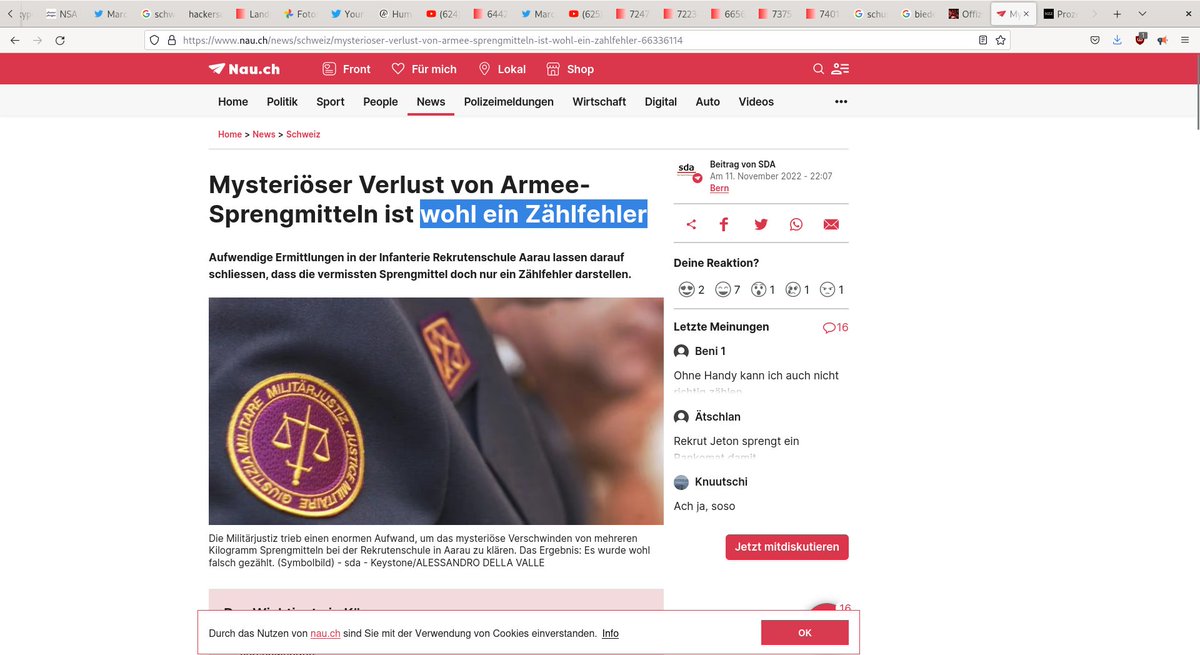 NSA
Marc
schw
hackers
Land
Foto
Your
@ Hum
(624)
6442
Marc
(625)
7247
7223
6656
7375
7401
schu
bied
Offiz
My
Proz
https://www.nau.ch/news/schweiz/mysterioser-verlust-von-armee-sprengmitteln-ist-wohl-ein-zahlfehler-66336114
Nau.ch Front Für mich Lokal Shop
Home Politik Sport People News Polizeimeldungen Wirtschaft Digital Auto Videos •••
Home > News > Schweiz
Mysteriöser Verlust von Armee-
Sprengmitteln ist wohl ein Zählfehler
Aufwendige Ermittlungen in der Infanterie Rekrutenschule Aarau lassen darauf
schliessen, dass die vermissten Sprengmittel doch nur ein Zählfehler darstellen.
MILITÄRJUSTIZ JUSTICE MILITAIRE GIUSTIZIA MILITARE
Die Militärjustiz trieb einen enormen Aufwand, um das mysteriöse Verschwinden von mehreren
Kilogramm Sprengmitteln bei der Rekrutenschule in Aarau zu klären. Das Ergebnis: Es wurde wohl
falsch gezählt. (Symbolbild) - sda - Keystone/ALESSANDRO DELLA VALLE
sda
Beitrag von SDA
Am 11. November 2022 - 22:07
Bern
Deine Reaktion?
2 7 1 1 1
Letzte Meinungen 16
Beni 1
Ohne Handy kann ich auch nicht
richtig zählen
Ätschlan
Rekrut Jeton sprengt ein
Bankomat damit
Knuutschi
Ach ja, soso
Jetzt mitdiskutieren
16
Durch das Nutzen von nau.ch sind Sie mit der Verwendung von Cookies einverstanden. Info
OK